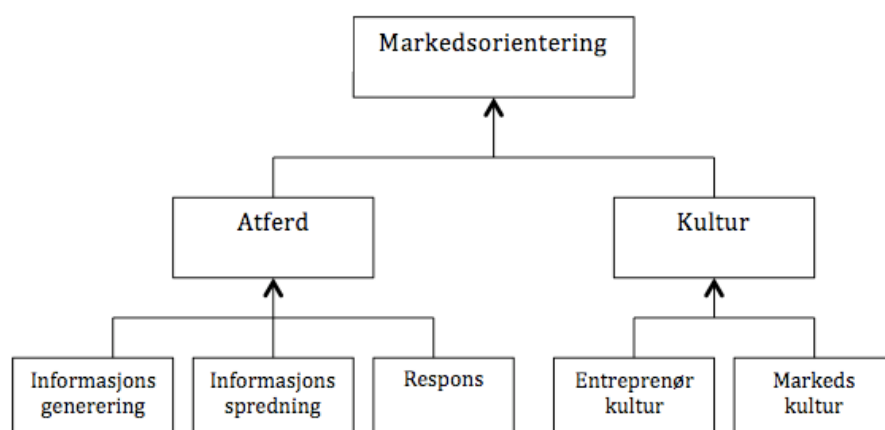 Markedsorientering
Atferd
Kultur
Informasjons
generering
Informasjons
spredning
Respons
Entreprenør
kultur
Markeds
kultur